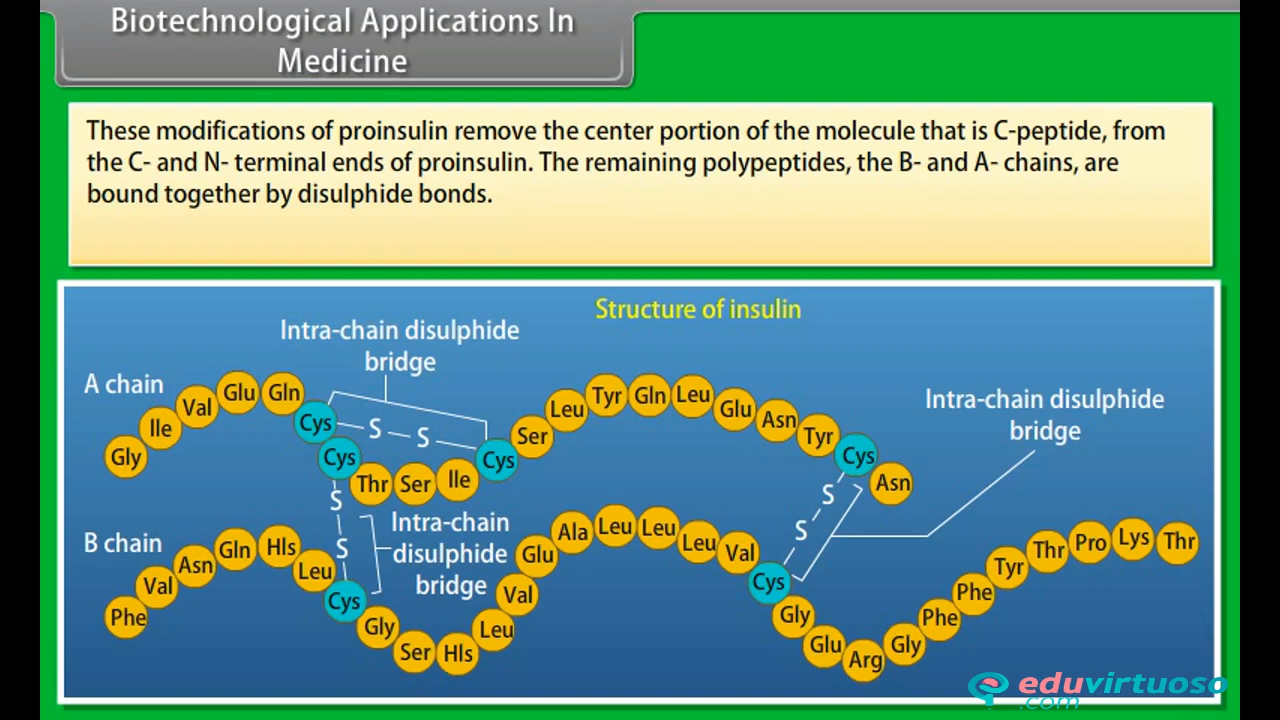 Biotechnological Applications In
Medicine
These modifications of proinsulin remove the center portion of the molecule that is C-peptide, from
the C- and N- terminal ends of proinsulin. The remaining polypeptides, the B- and A- chains, are
bound together by disulphide bonds.
Structure of insulin
Intra-chain disulphide
bridge
A chain
Gly Ile Val Glu Gln Cys Cys Thr Ser Ile Cys Ser Leu Tyr Gln Leu Glu Asn Tyr Cys Asn
S S
Intra-chain disulphide
bridge
S
S
Intra-chain
disulphide
bridge
S
S
B chain
Phe Val Asn Gln Hls Leu Cys Gly Ser Hls Leu Val Glu Ala Leu Leu Leu Val Cys Gly Glu Arg Gly Phe Phe Tyr Thr Pro Lys Thr
eduvirtuoso
.com